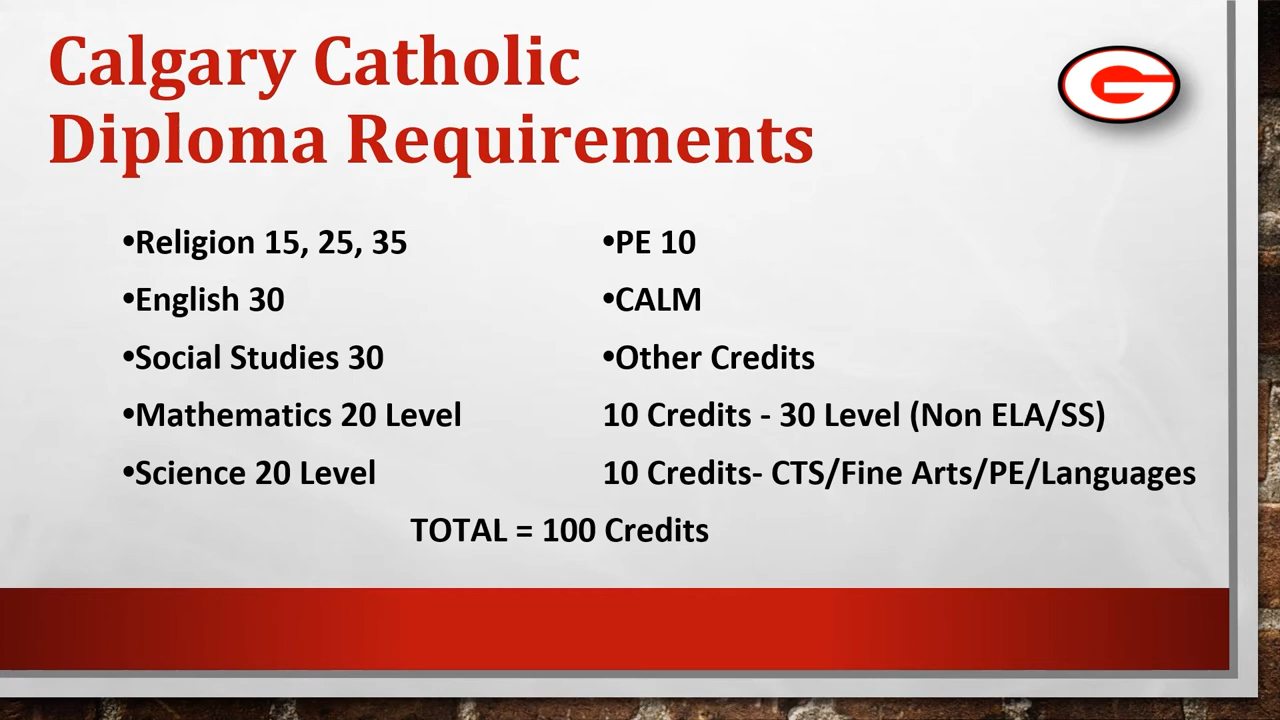 Calgary Catholic
Diploma Requirements
G
•Religion 15, 25, 35
•English 30
•Social Studies 30
•Mathematics 20 Level
•Science 20 Level
•PE 10
•CALM
•Other Credits
10 Credits - 30 Level (Non ELA/SS)
10 Credits- CTS/Fine Arts/PE/Languages
TOTAL = 100 Credits